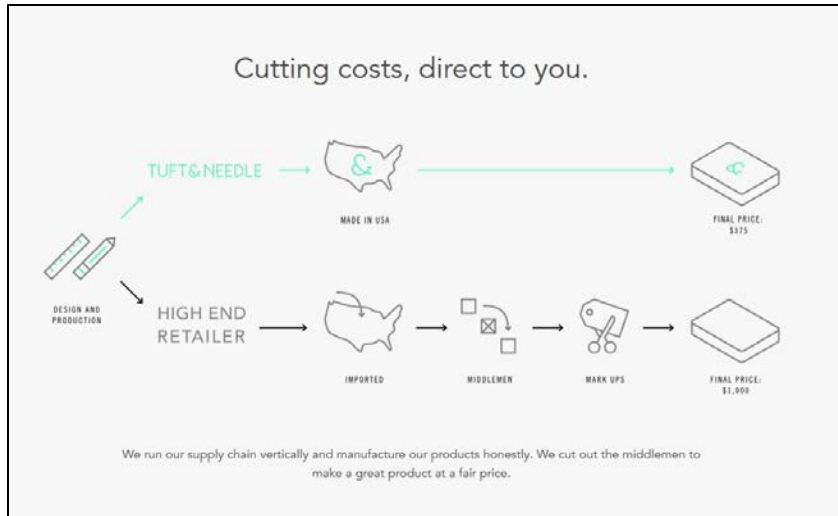 Cutting costs, direct to you.
TUFT&NEEDLE
&
&
MADE IN USA
FINAL PRICE:
$375
DESIGN AND
PRODUCTION
HIGH END
RETAILER
IMPORTED
MIDDLEMEN
MARK UPS
FINAL PRICE:
$1,000
We run our supply chain vertically and manufacture our products honestly. We cut out the middlemen to
make a great product at a fair price.